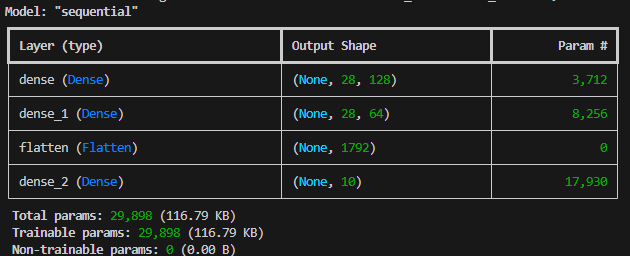 Model: "sequential"
Layer (type) Output Shape Param #
dense (Dense) (None, 28, 128) 3,712
dense_1 (Dense) (None, 28, 64) 8,256
flatten (Flatten) (None, 1792) 0
dense_2 (Dense) (None, 10) 17,930
Total params: 29,898 (116.79 KB)
Trainable params: 29,898 (116.79 KB)
Non-trainable params: 0 (0.00 B)